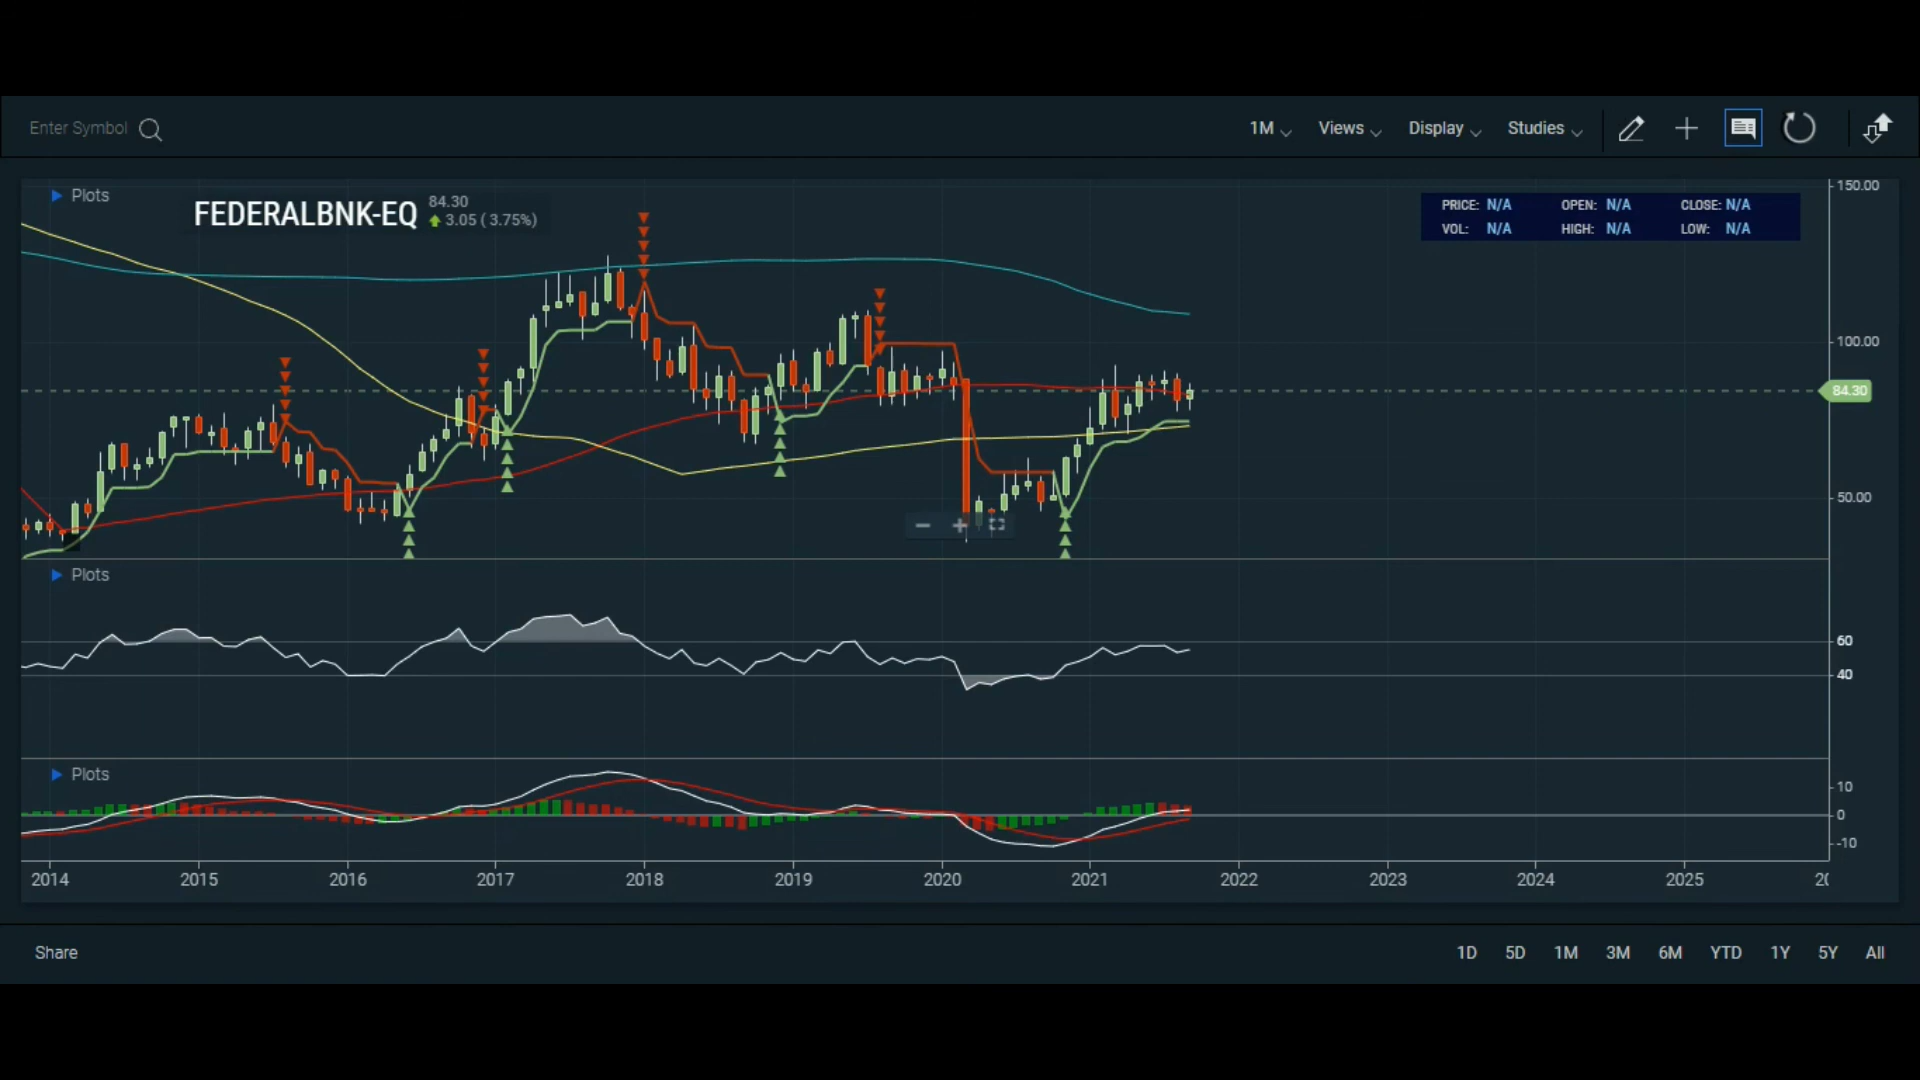 Enter Symbol 1M Views Display Studies
Plots
FEDERALBNK-EQ 84.30
3.05 ( 3.75%)
PRICE: N/A OPEN: N/A CLOSE: N/A
VOL: N/A HIGH: N/A LOW: N/A
150.00
100.00
84.30
50.00
Plots
60
40
Plots
10
0
-10
2014 2015 2016 2017 2018 2019 2020 2021 2022 2023 2024 2025
Share 1D 5D 1M 3M 6M YTD 1Y 5Y All